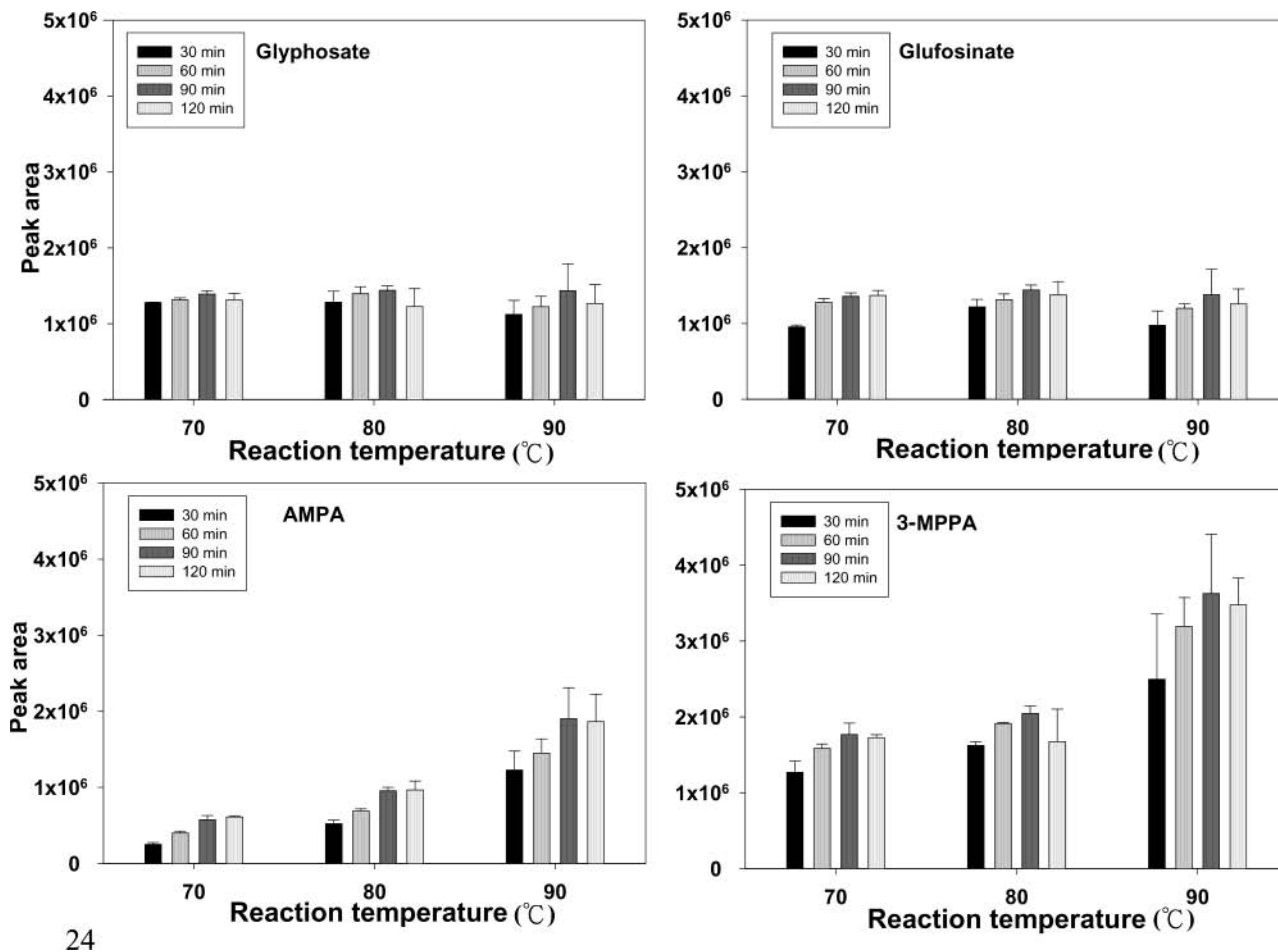 5x10⁶
4x10⁶
3x10⁶
2x10⁶
1x10⁶
0
Peak area
30 min
60 min
90 min
120 min
Glyphosate
70 80 90
Reaction temperature (℃)
5x10⁶
4x10⁶
3x10⁶
2x10⁶
1x10⁶
0
30 min
60 min
90 min
120 min
Glufosinate
70 80 90
Reaction temperature (℃)
5x10⁶
4x10⁶
3x10⁶
2x10⁶
1x10⁶
0
Peak area
30 min
60 min
90 min
120 min
AMPA
70 80 90
Reaction temperature (℃)
5x10⁶
4x10⁶
3x10⁶
2x10⁶
1x10⁶
0
30 min
60 min
90 min
120 min
3-MPPA
70 80 90
Reaction temperature (℃)
24